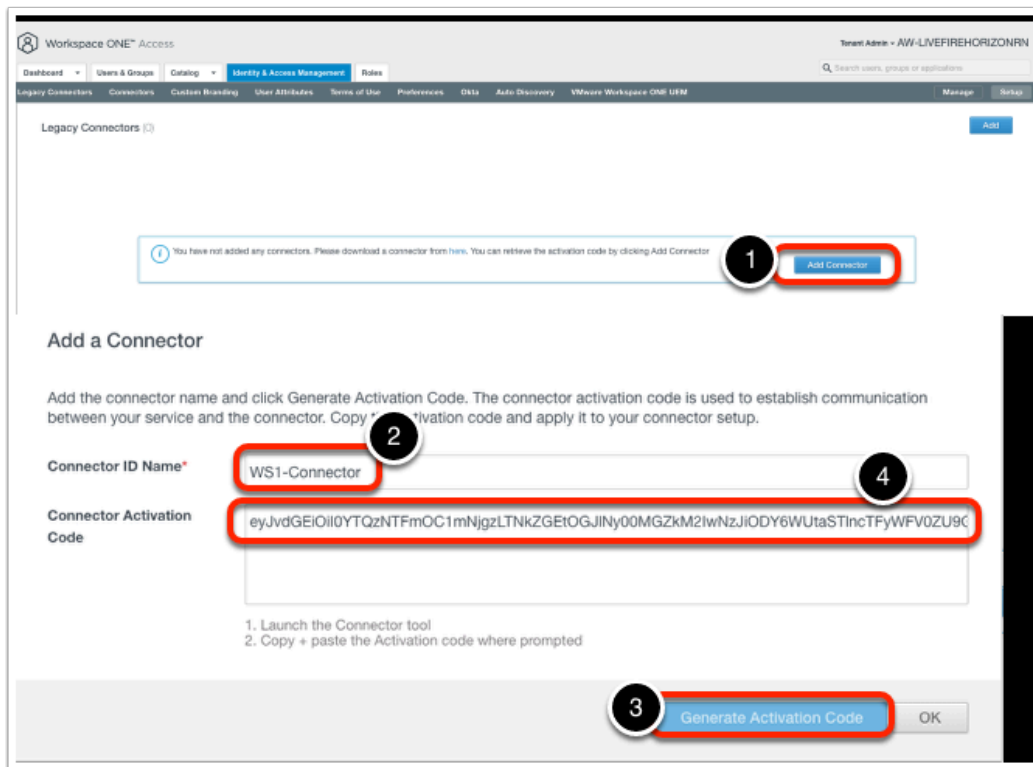 Workspace ONE™ Access
Tenant Admin • AW-LIVEFIREHORIZONRN
Dashboard Users & Groups Catalog Identity & Access Management Roles
Search users, groups or applications
Legacy Connectors Connectors Custom Branding User Attributes Terms of Use Preferences Okta Auto Discovery VMware Workspace ONE UEM Manage Setup
Legacy Connectors (0)
Add
You have not added any connectors. Please download a connector from here. You can retrieve the activation code by clicking Add Connector
1
Add Connector
Add a Connector
Add the connector name and click Generate Activation Code. The connector activation code is used to establish communication
between your service and the connector. Copy activation code and apply it to your connector setup.
2
Connector ID Name*
WS1-Connector
4
Connector Activation
Code
1. Launch the Connector tool
2. Copy + paste the Activation code where prompted
3
Generate Activation Code
OK